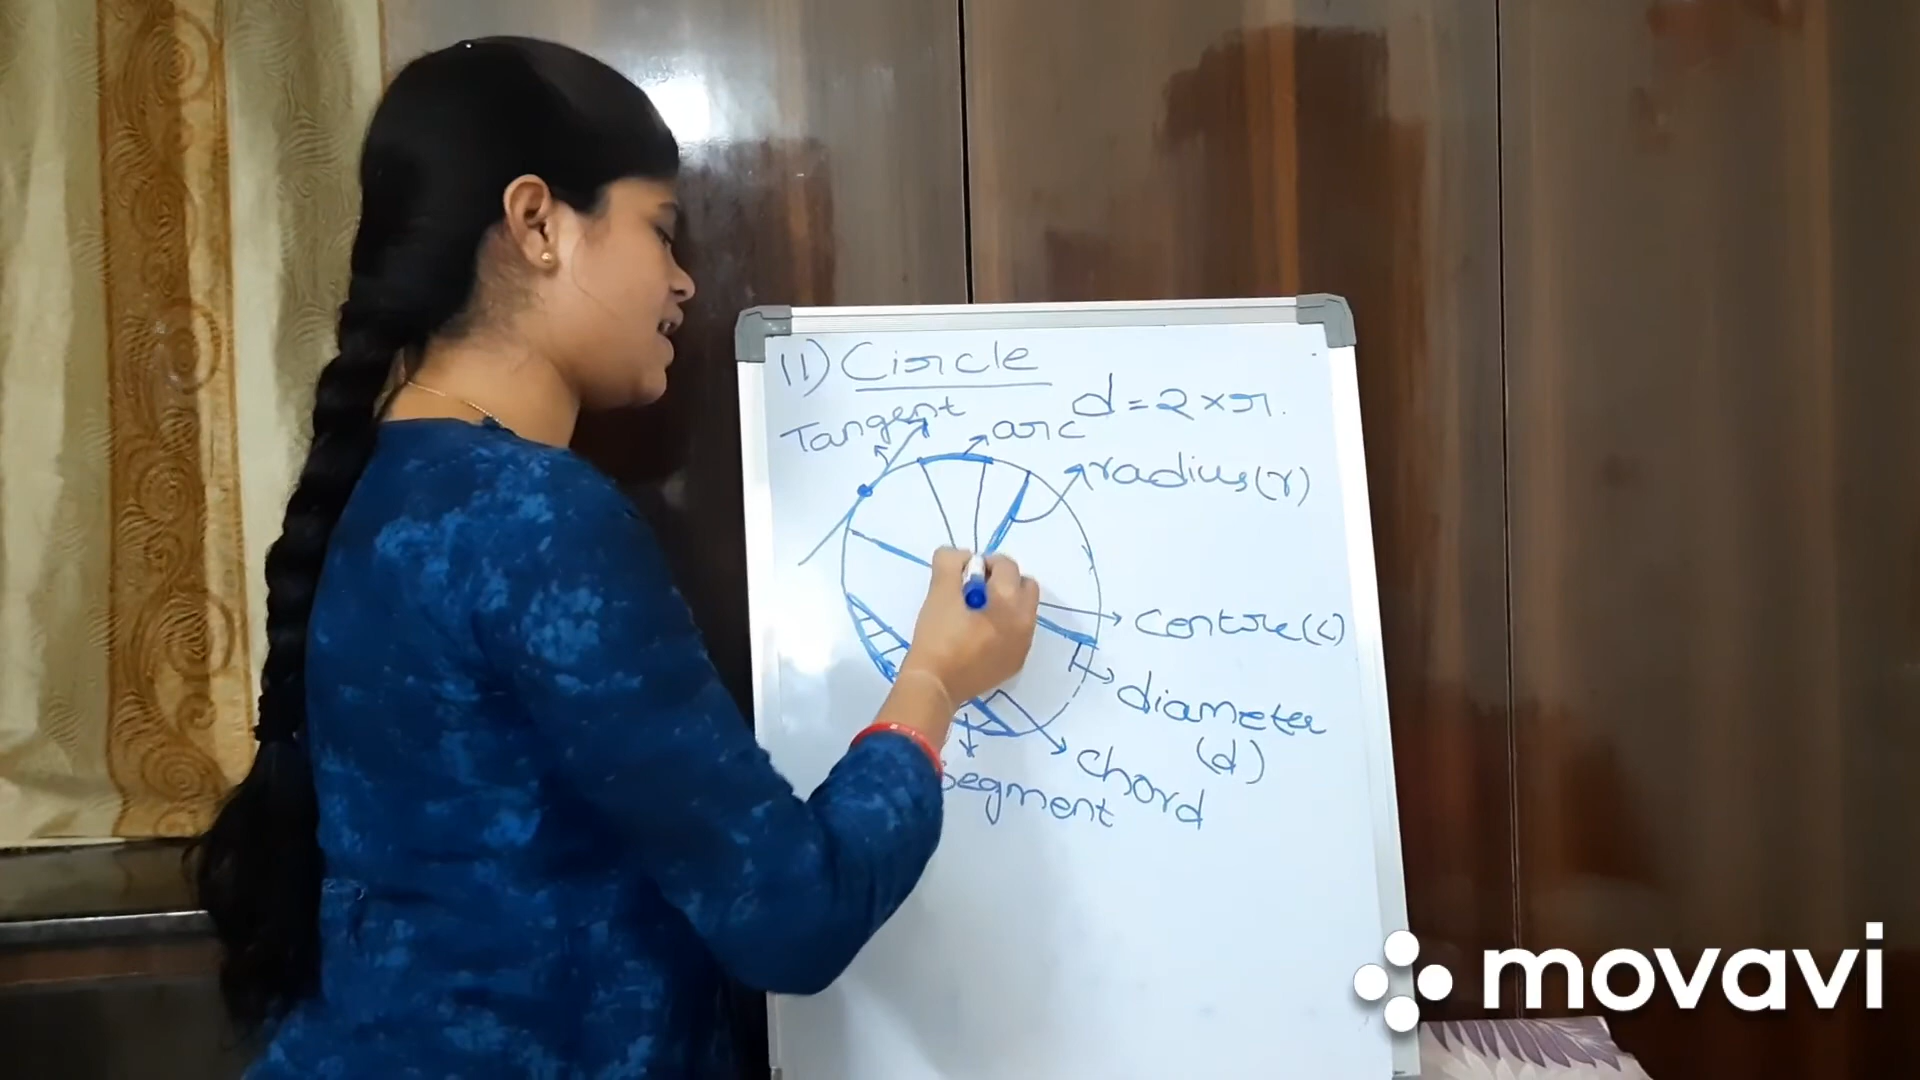 11) Circle
d = 2 × r.
Tangent
arc
radius(r)
Centre(c)
diameter
(d)
chord
Segment
movavi